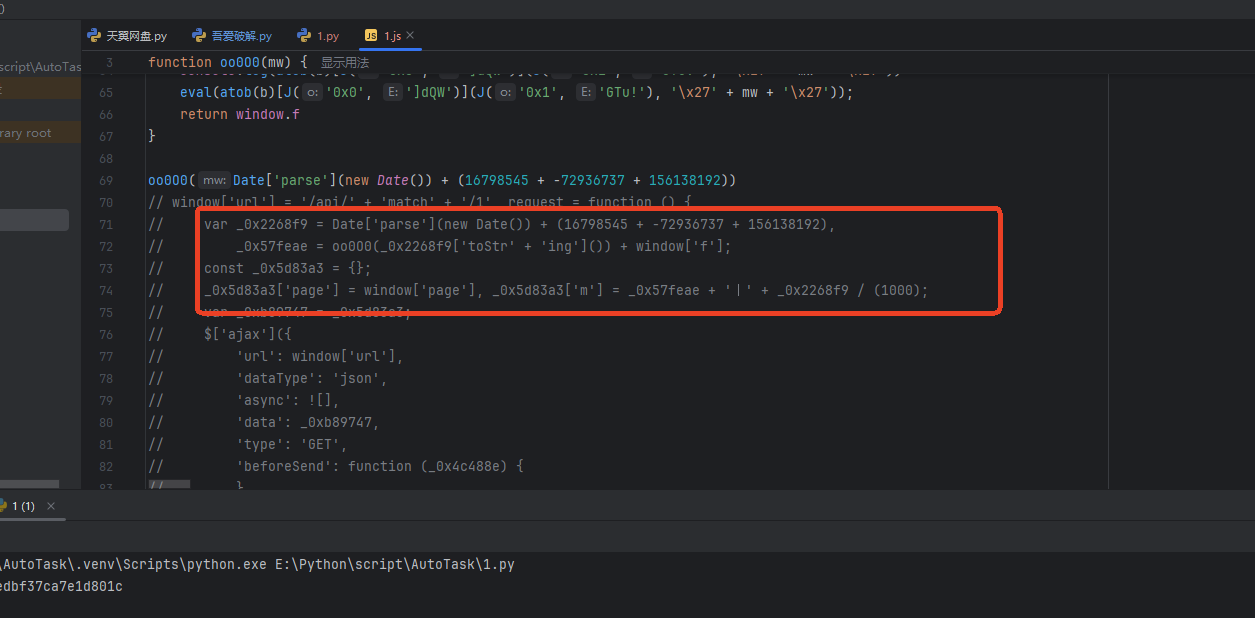 天翼网盘.py 吾爱破解.py 1.py JS 1.js
script\AutoTas
3 function oo000(mw) { 显示用法
65 eval(atob(b)[J( o: '0x0', E: ']dQW')](J( o: '0x1', E: 'GTu!'), '\x27' + mw + '\x27'));
66 return window.f
67 }
rary root
68
69 oo000( mw: Date['parse'](new Date()) + (16798545 + -72936737 + 156138192))
70 // window['url'] = '/api/' + 'match' + '/1', request = function () {
71 // var _0x2268f9 = Date['parse'](new Date()) + (16798545 + -72936737 + 156138192),
72 // _0x57feae = oo000(_0x2268f9['toStr' + 'ing']()) + window['f'];
73 // const _0x5d83a3 = {};
74 // _0x5d83a3['page'] = window['page'], _0x5d83a3['m'] = _0x57feae + '|' + _0x2268f9 / (1000);
75 // var _0xb89747 = _0x5d83a3;
76 // $['ajax']({
77 // 'url': window['url'],
78 // 'dataType': 'json',
79 // 'async': ![],
80 // 'data': _0xb89747,
81 // 'type': 'GET',
82 // 'beforeSend': function (_0x4c488e) {
83 // }
1 (1)
\AutoTask\.venv\Scripts\python.exe E:\Python\script\AutoTask\1.py
edbf37ca7e1d801c